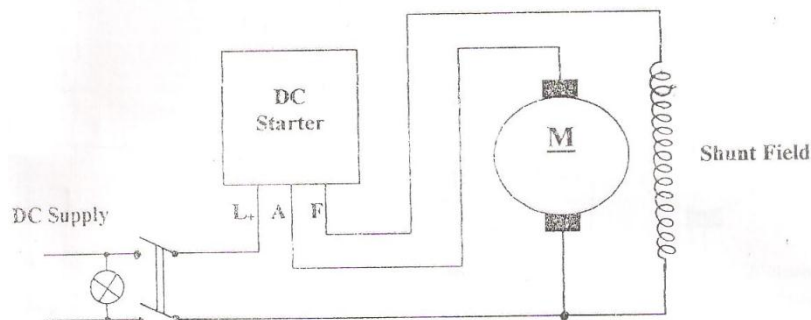 DC
Starter
M
Shunt Field
L+ A F
DC Supply